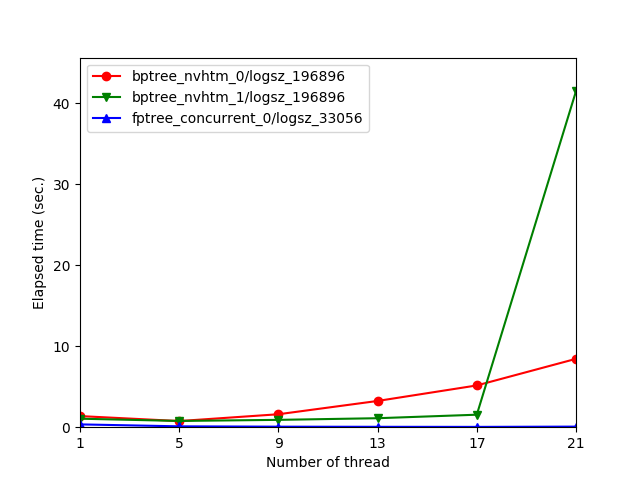 bptree_nvhtm_0/logsz_196896
bptree_nvhtm_1/logsz_196896
fptree_concurrent_0/logsz_33056
40
30
20
10
0
Elapsed time (sec.)
1 5 9 13 17 21
Number of thread